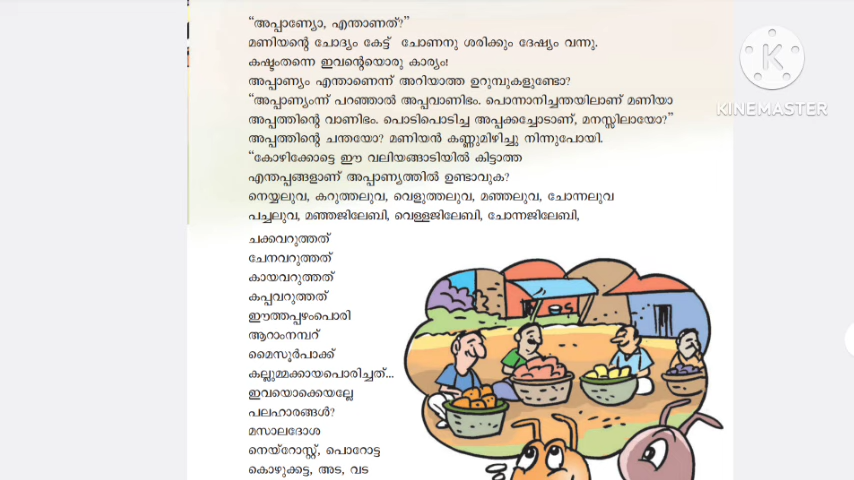 “അപ്പാണ്യോ, എന്താണത്?”
മണിയന്റെ ചോദ്യം കേട്ട് ചോണനു ശരിക്കും ദേഷ്യം വന്നു.
കഷ്ടംതന്നെ ഇവന്റെയൊരു കാര്യം!
അപ്പാണ്യം എന്താണെന്ന് അറിയാത്ത ഉറുമ്പുകളുണ്ടോ?
“അപ്പാണ്യംന്ന് പറഞ്ഞാൽ അപ്പവാണിഭം. പൊന്നാനിച്ചന്തയിലാണ് മണിയാ
അപ്പത്തിന്റെ വാണിഭം. പൊടിപൊടിച്ച അപ്പക്കച്ചോടാണ്, മനസ്സിലായോ?”
അപ്പത്തിന്റെ ചന്തയോ? മണിയൻ കണ്ണുമിഴിച്ചു നിന്നുപോയി.
“കോഴിക്കോട്ടെ ഈ വലിയങ്ങാടിയിൽ കിട്ടാത്ത
എന്തപ്പങ്ങളാണ് അപ്പാണ്യത്തിൽ ഉണ്ടാവുക?
നെയ്യലുവ, കറുത്തലുവ, വെളുത്തലുവ, മഞ്ഞലുവ, ചോന്നലുവ
പച്ചലുവ, മഞ്ഞജിലേബി, വെള്ളജിലേബി, ചോന്നജിലേബി,
ചക്കവറുത്തത്
ചേനവറുത്തത്
കായവറുത്തത്
കപ്പവറുത്തത്
ഈത്തപ്പഴംപൊരി
ആറാംനമ്പറ്
മൈസൂർപാക്ക്
കല്ലുമ്മക്കായപൊരിച്ചത്...
ഇവയൊക്കെയല്ലേ
പലഹാരങ്ങൾ?
മസാലദോശ
നെയ്റോസ്റ്റ്, പൊറോട്ട
കൊഴുക്കട്ട, അട, വട
K
KINEMASTER